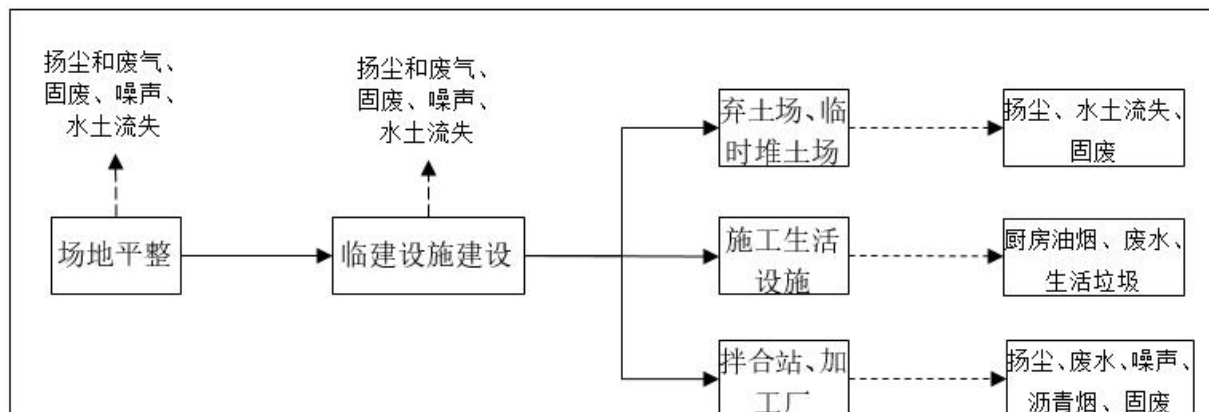 扬尘和废气、
固废、噪声、
水土流失
扬尘和废气、
固废、噪声、
水土流失
场地平整
临建设施建设
弃土场、临
时堆土场
扬尘、水土流失、
固废
施工生活
设施
厨房油烟、废水、
生活垃圾
拌合站、加
工厂
扬尘、废水、噪声、
沥青烟、固废